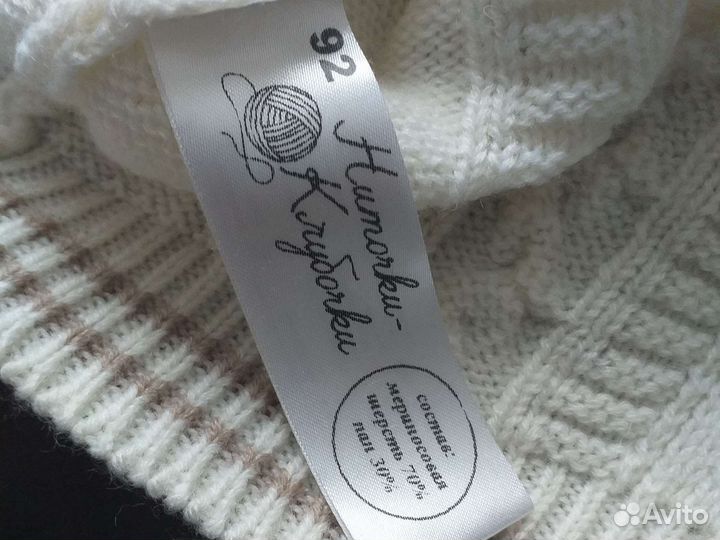 92
Ниточки-
Клубочки
состав:
мериносовая
шерсть 70%
пан 30%
Avito